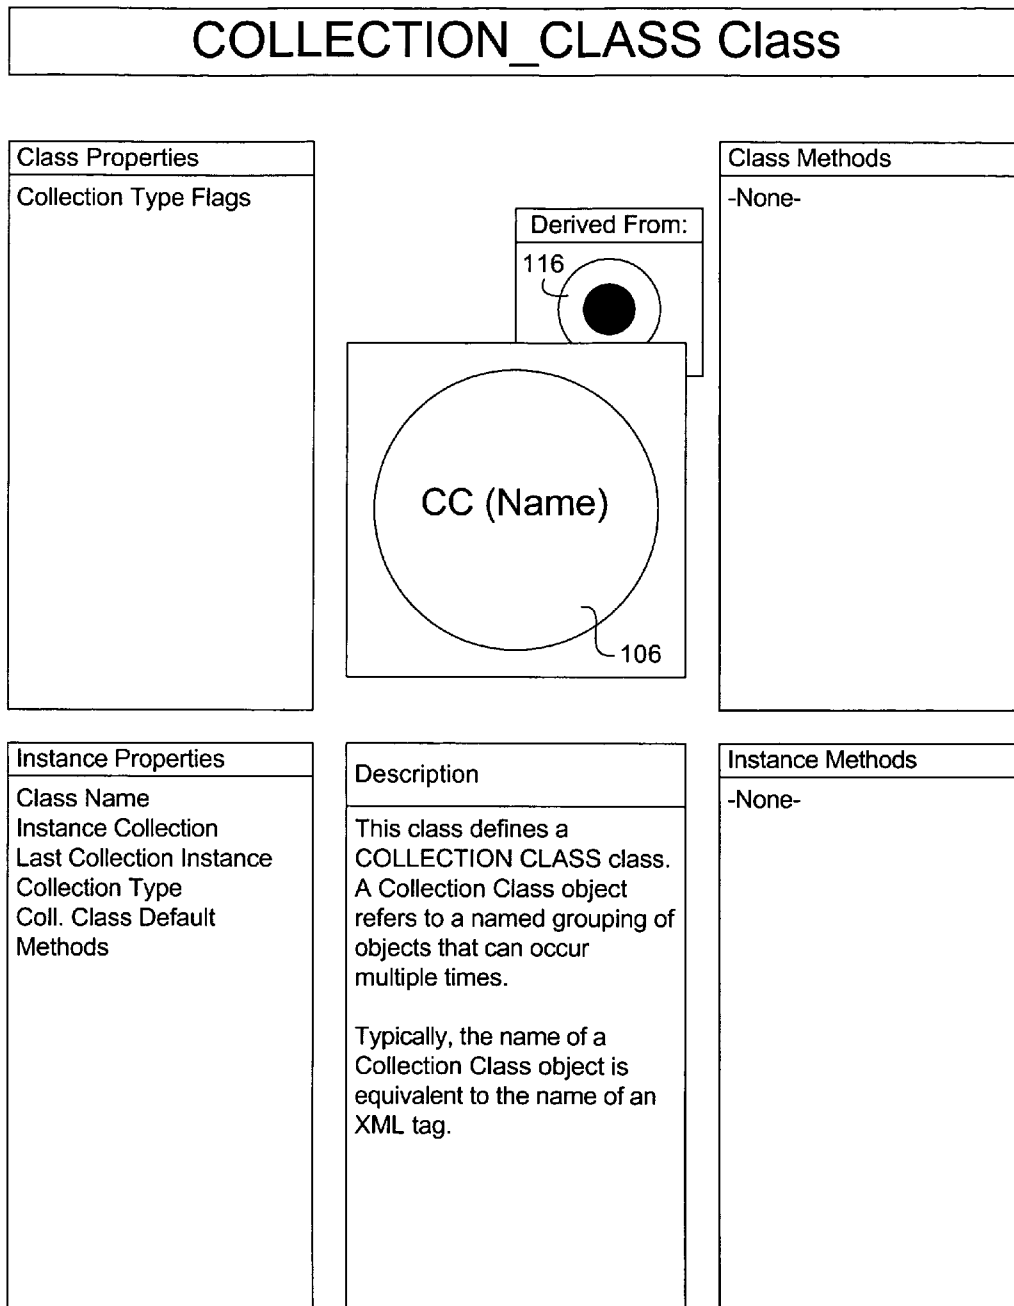 COLLECTION_CLASS Class
Class Properties
Collection Type Flags
Derived From:
116
CC (Name)
106
Class Methods
-None-
Instance Properties
Class Name
Instance Collection
Last Collection Instance
Collection Type
Coll. Class Default
Methods
Description
This class defines a
COLLECTION CLASS class.
A Collection Class object
refers to a named grouping of
objects that can occur
multiple times.
Typically, the name of a
Collection Class object is
equivalent to the name of an
XML tag.
Instance Methods
-None-